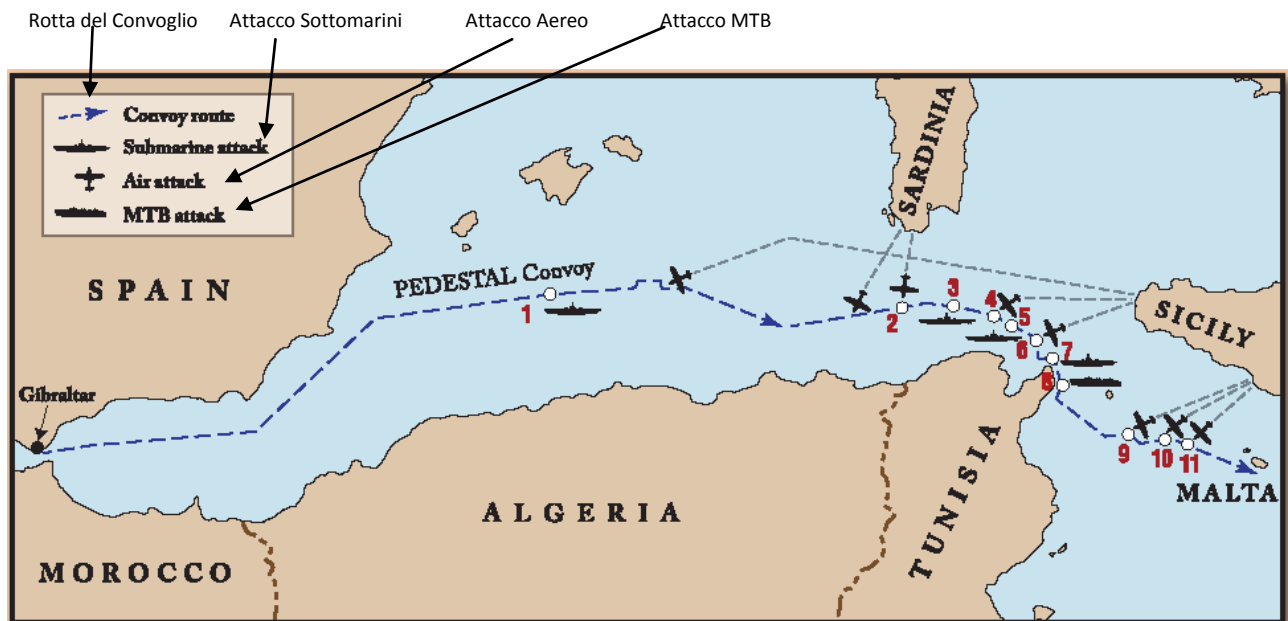 Rotta del Convoglio Attacco Sottomarini Attacco Aereo Attacco MTB
Convoy route
Submarine attack
Air attack
MTB attack
SARDINIA
SPAIN
PEDESTAL Convoy
1
2
3
4
5
6
7
8
SICILY
Gibraltar
9
10
11
MALTA
TUNISIA
ALGERIA
MOROCCO